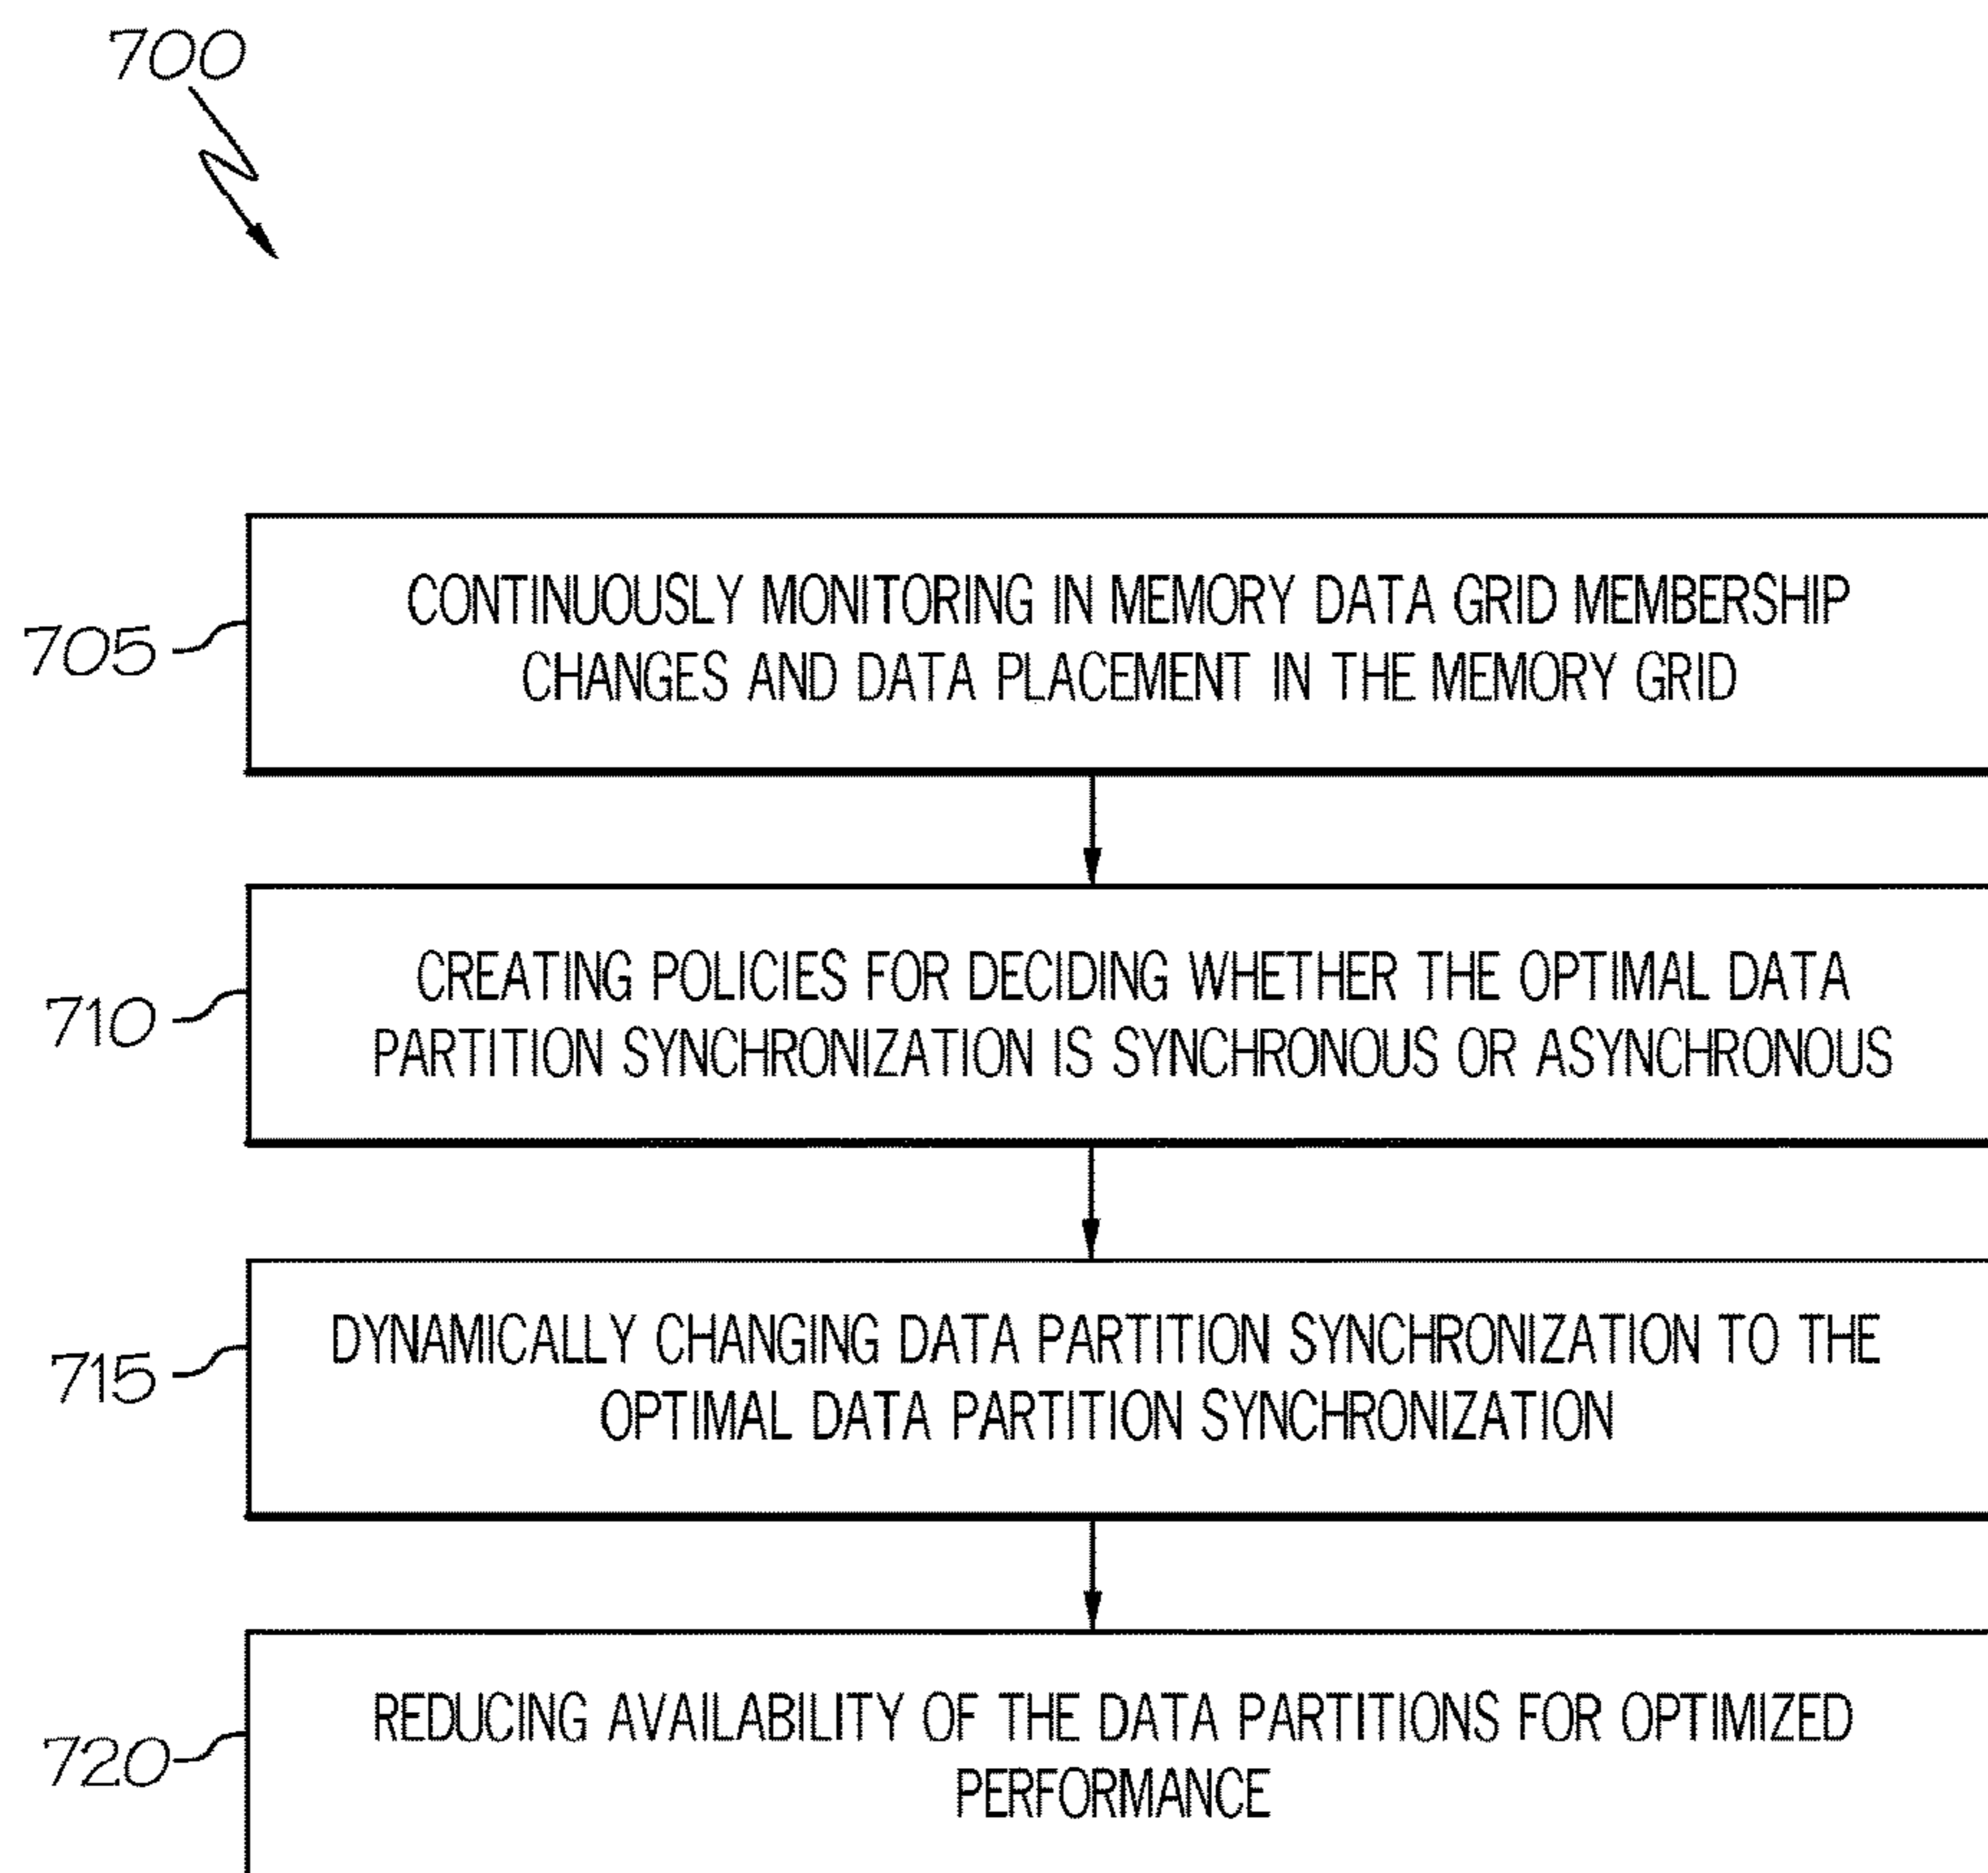 700
705
CONTINUOUSLY MONITORING IN MEMORY DATA GRID MEMBERSHIP
CHANGES AND DATA PLACEMENT IN THE MEMORY GRID
710
CREATING POLICIES FOR DECIDING WHETHER THE OPTIMAL DATA
PARTITION SYNCHRONIZATION IS SYNCHRONOUS OR ASYNCHRONOUS
715
DYNAMICALLY CHANGING DATA PARTITION SYNCHRONIZATION TO THE
OPTIMAL DATA PARTITION SYNCHRONIZATION
720
REDUCING AVAILABILITY OF THE DATA PARTITIONS FOR OPTIMIZED
PERFORMANCE